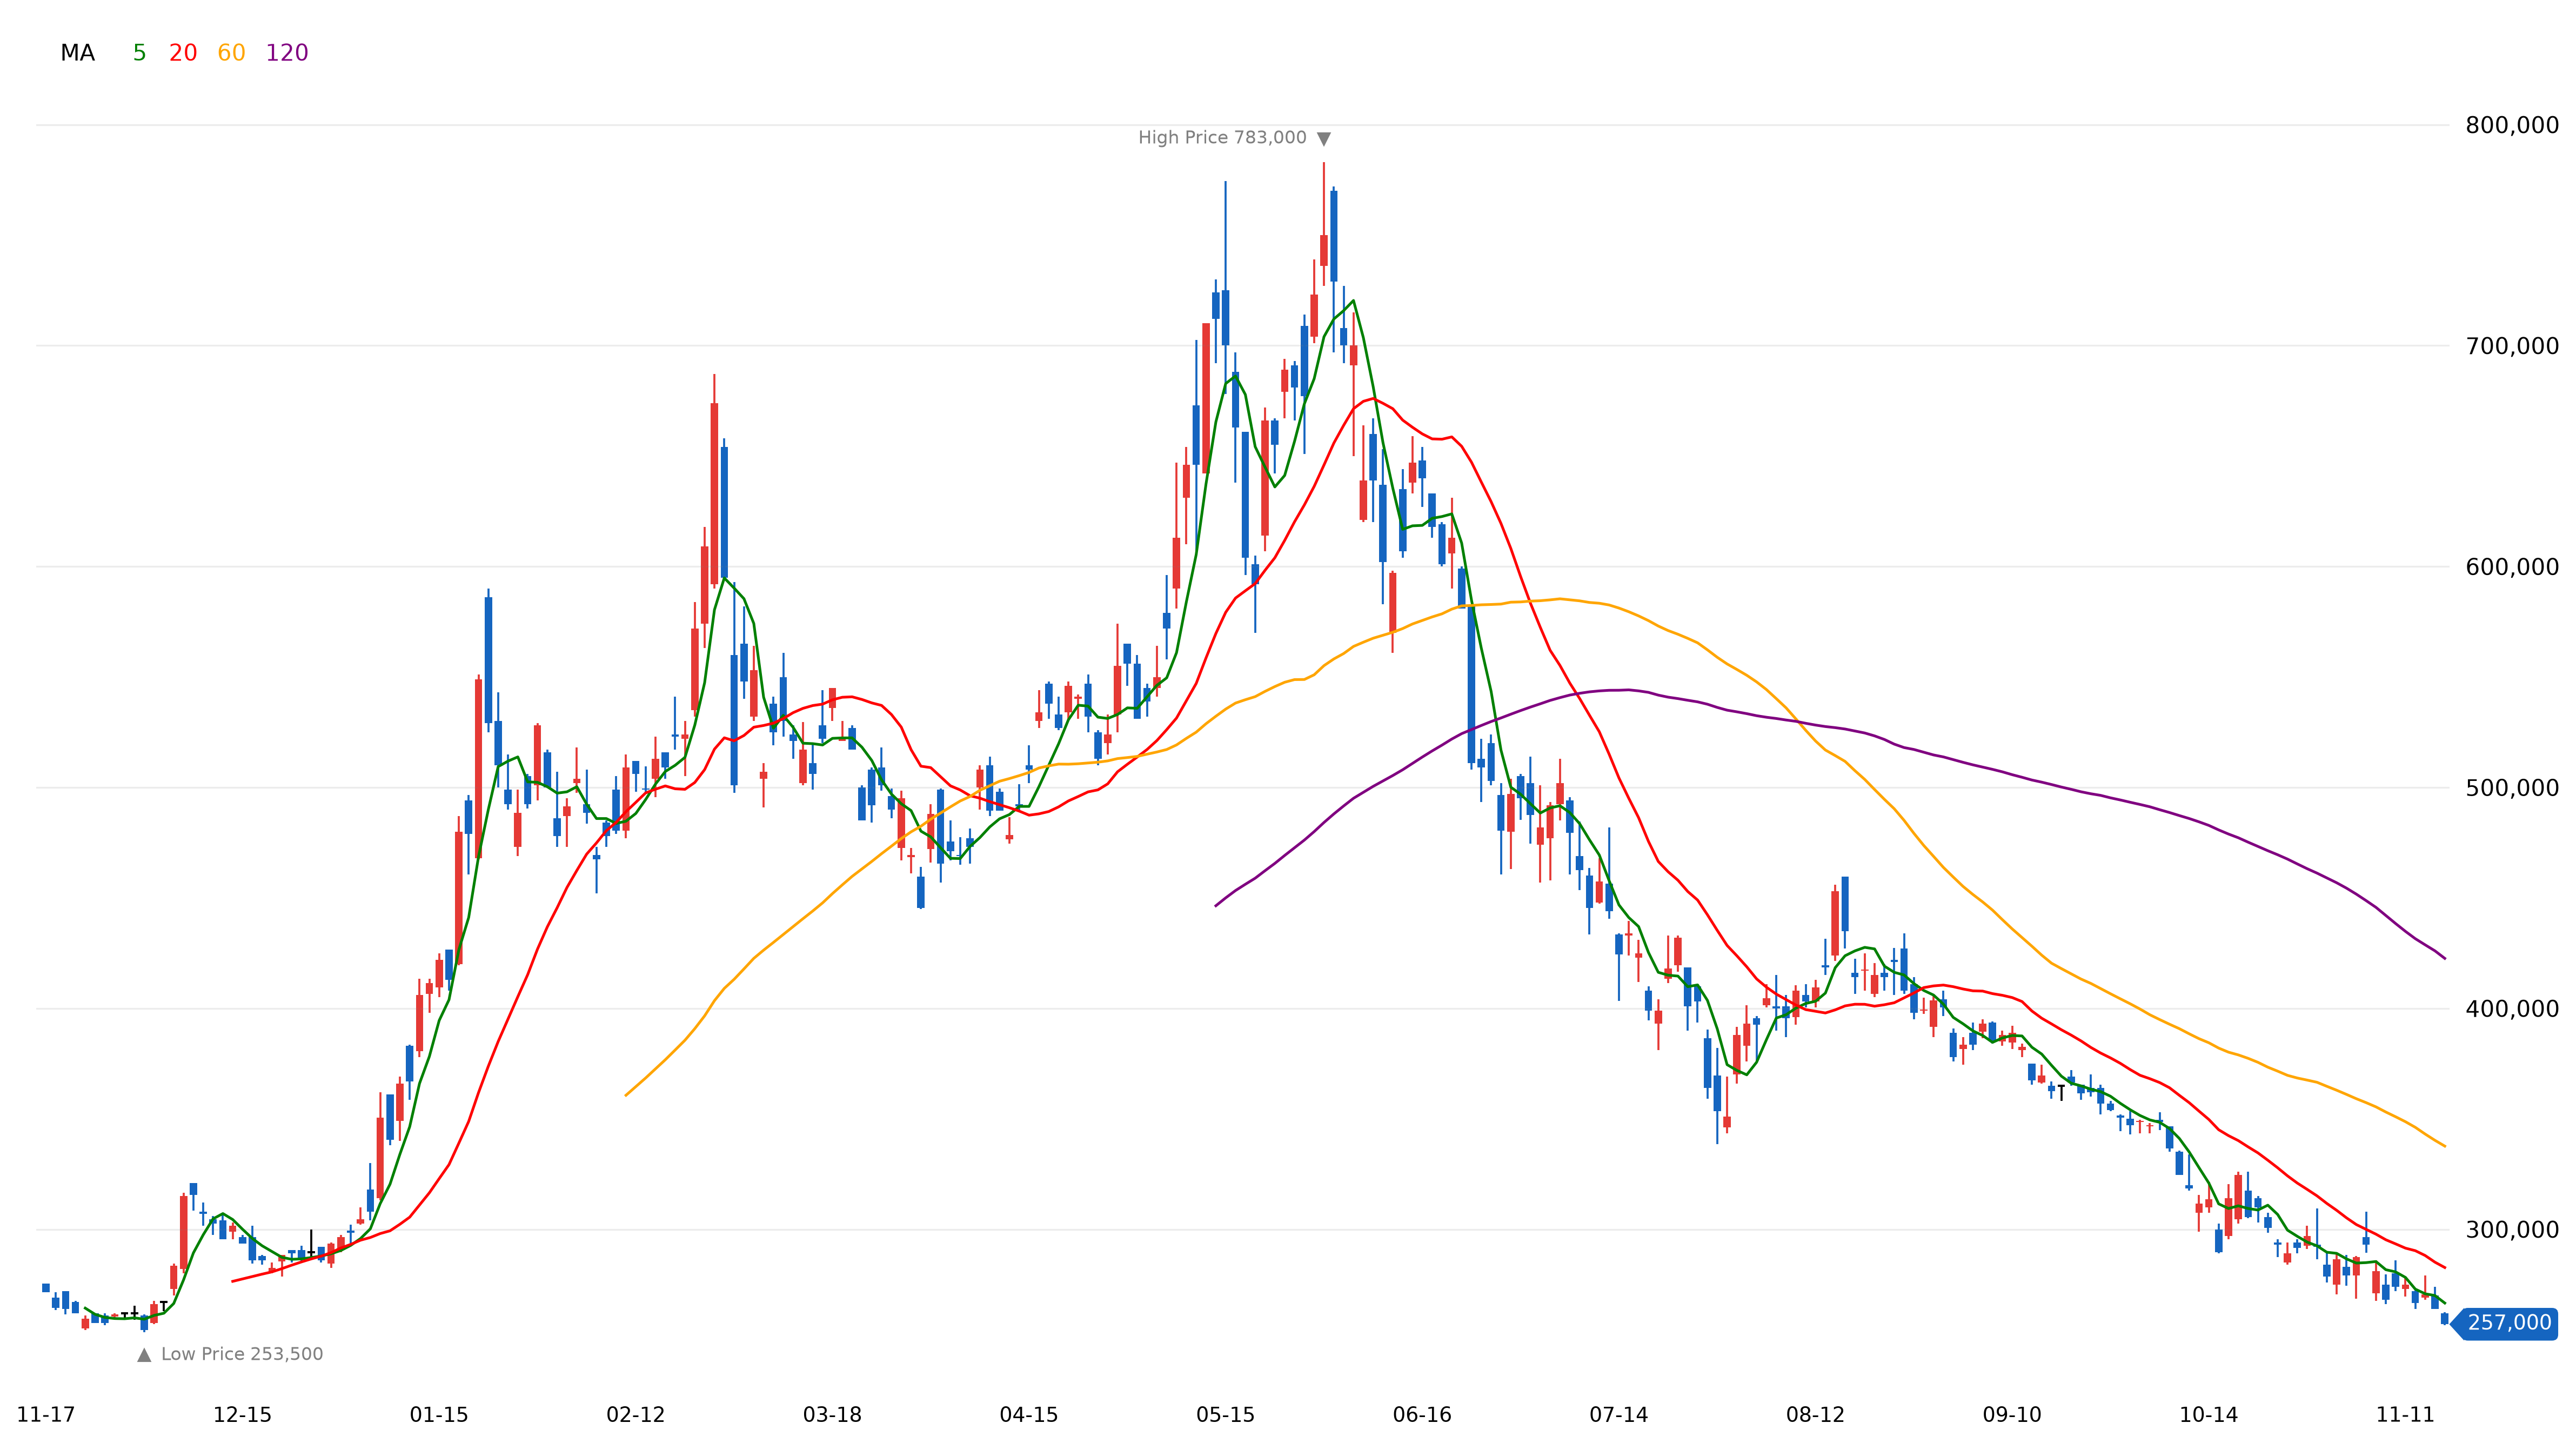 MA 5 20 60 120
800,000
High Price 783,000 ▼
700,000
600,000
500,000
400,000
300,000
257,000
▲ Low Price 253,500
11-17 12-15 01-15 02-12 03-18 04-15 05-15 06-16 07-14 08-12 09-10 10-14 11-11